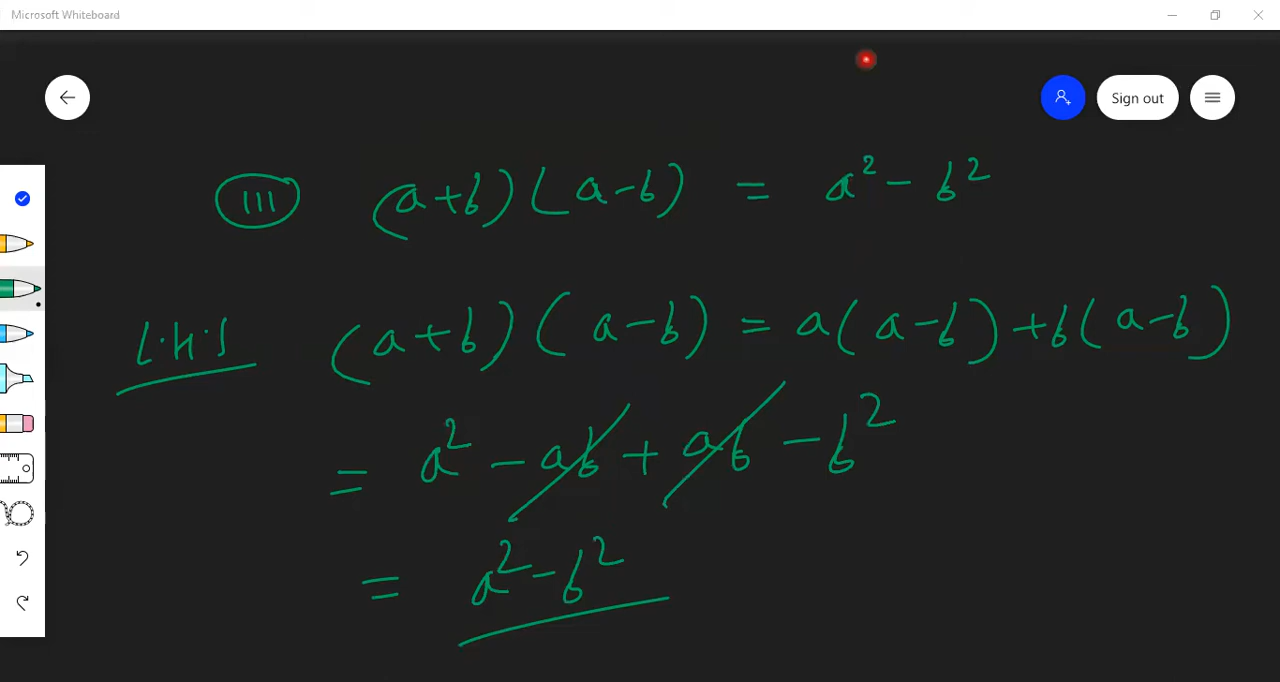 Microsoft Whiteboard
Sign out
III (a+b)(a-b) = a² - b²
L.H.S (a+b)(a-b) = a(a-b)+b(a-b)
= a² - ab + ab - b²
= a² - b²